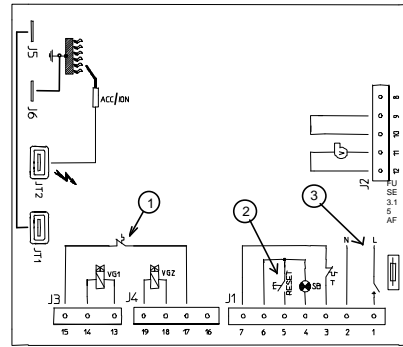 J5
J6
ACC/ION
JT2
JT1
1
2
3
8
9
10
11
12
V
J2
FU
SE
3.1
5
AF
VG1
VG2
E
RESET
SB
T
N
L
J3
J4
J1
15
14
13
19
18
17
16
7
6
5
4
3
2
1